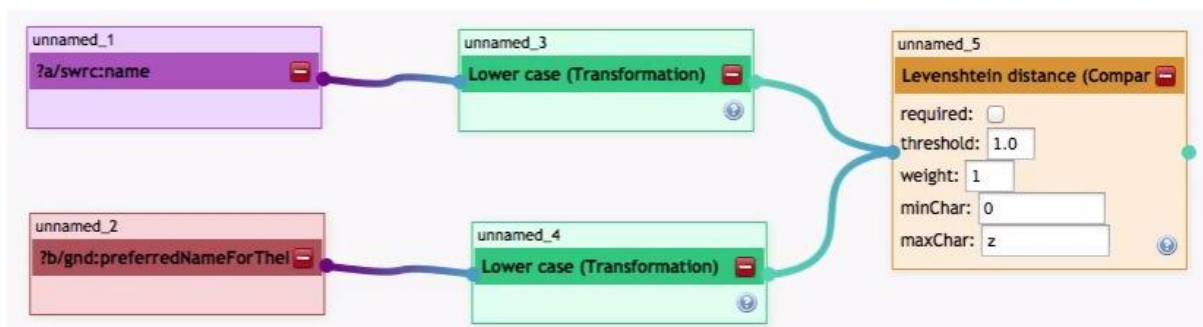 unnamed_1
?a/swrc:name
unnamed_2
?b/gnd:preferredNameForTheI
unnamed_3
Lower case (Transformation)
unnamed_4
Lower case (Transformation)
unnamed_5
Levenshtein distance (Compar
required:
threshold: 1.0
weight: 1
minChar: 0
maxChar: z